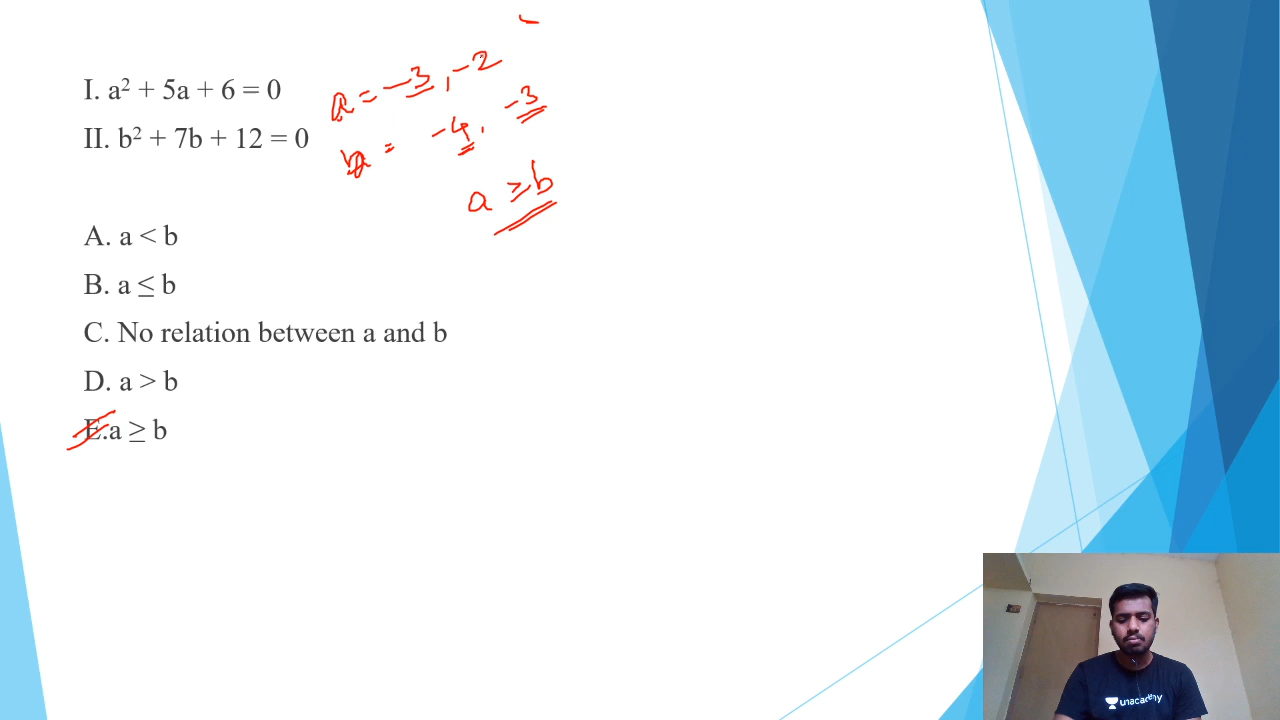 I. a² + 5a + 6 = 0
a = -3, -2
II. b² + 7b + 12 = 0
b = -4, -3
a ≥ b
A. a < b
B. a ≤ b
C. No relation between a and b
D. a > b
E.a ≥ b
unacademy